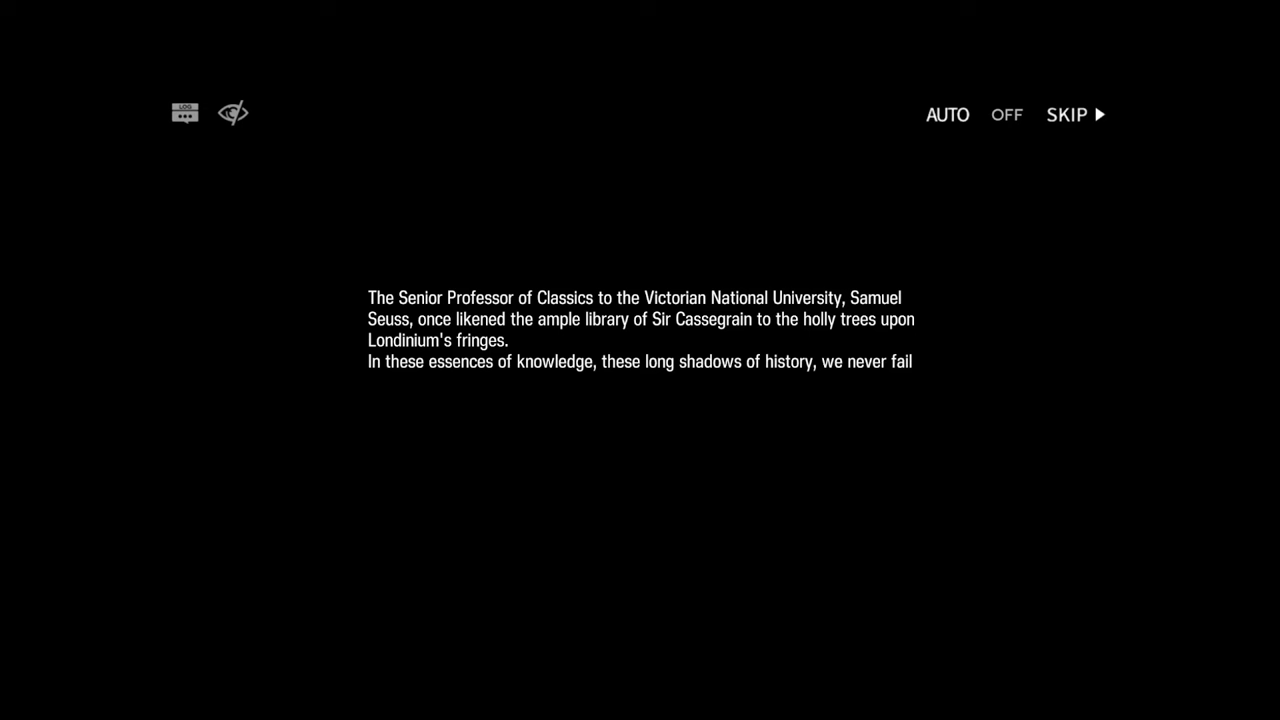 LOG
AUTO OFF SKIP
The Senior Professor of Classics to the Victorian National University, Samuel
Seuss, once likened the ample library of Sir Cassegrain to the holly trees upon
Londinium's fringes.
In these essences of knowledge, these long shadows of history, we never fail